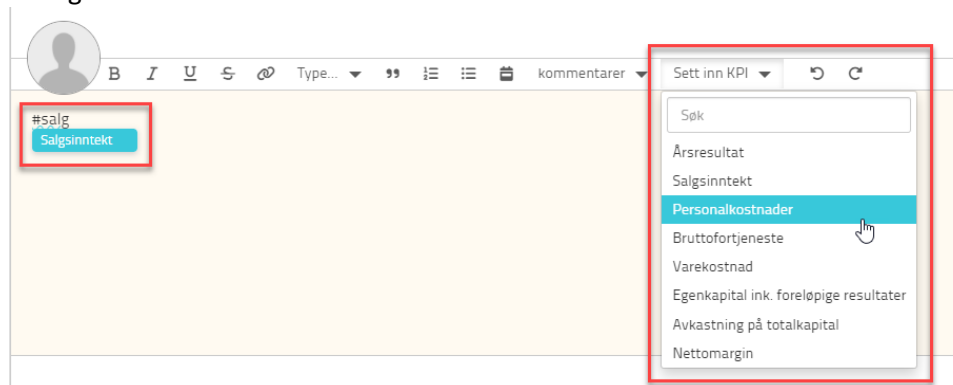 B I U S Type... kommentarer Sett inn KPI
#salg
Salgsinntekt
Søk
Årsresultat
Salgsinntekt
Personalkostnader
Bruttofortjeneste
Varekostnad
Egenkapital ink. foreløpige resultater
Avkastning på totalkapital
Nettomargin